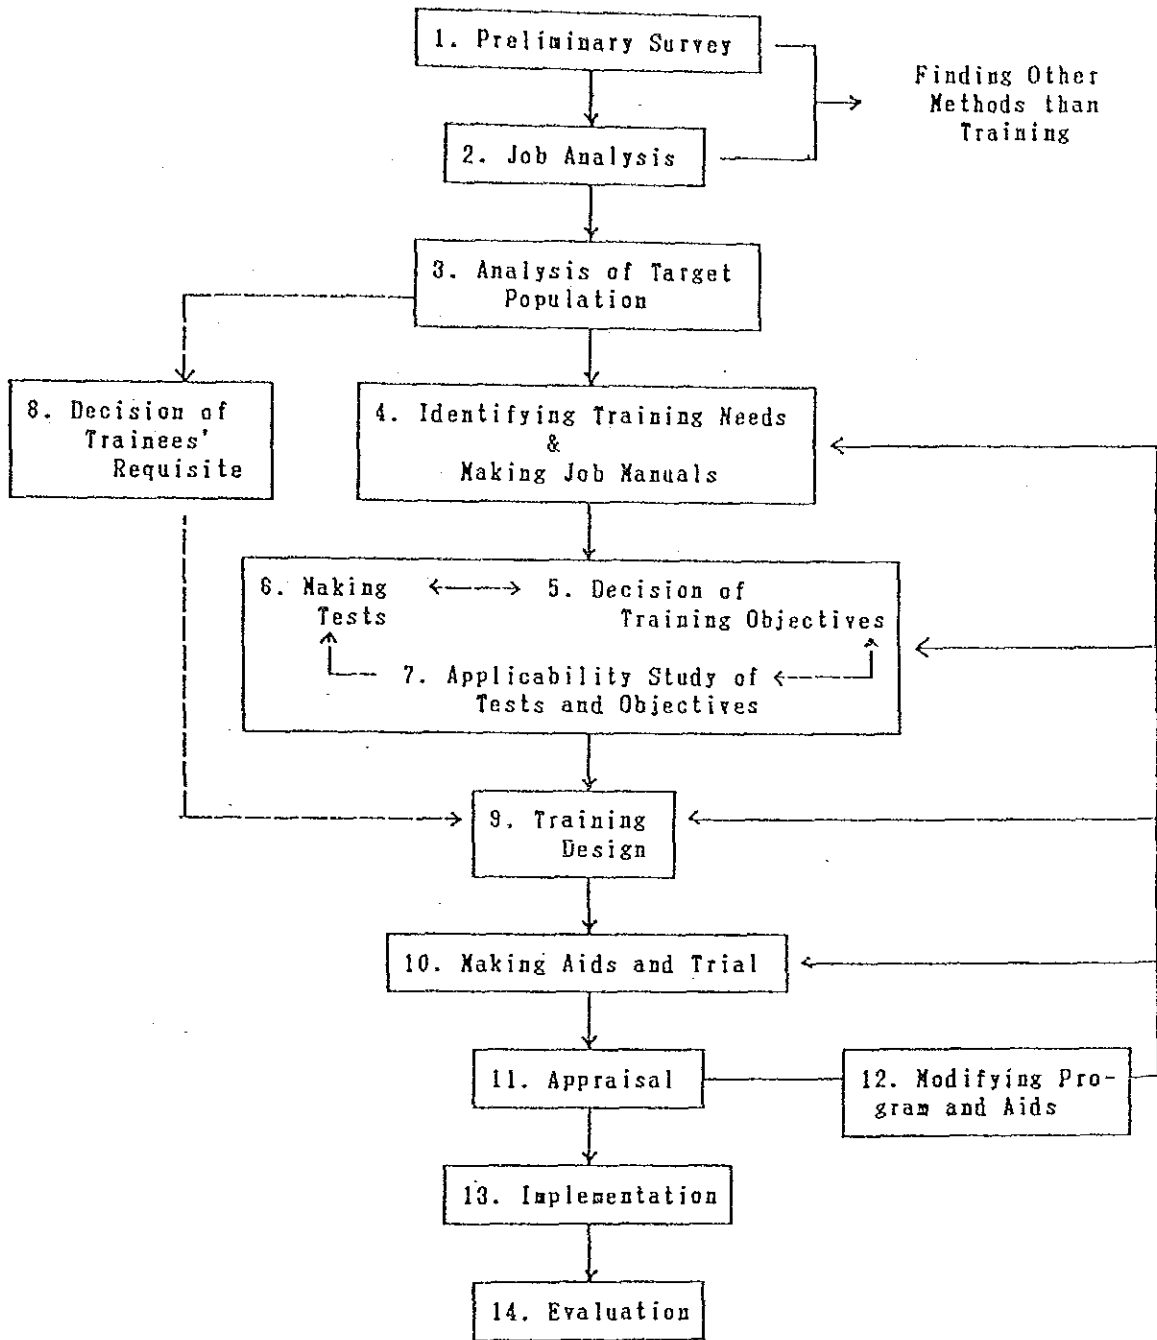 1. Preliminary Survey
Finding Other
Methods than
Training
2. Job Analysis
3. Analysis of Target
Population
8. Decision of
Trainees'
Requisite
4. Identifying Training Needs
&
Making Job Manuals
6. Making
Tests
5. Decision of
Training Objectives
7. Applicability Study of
Tests and Objectives
9. Training
Design
10. Making Aids and Trial
11. Appraisal
12. Modifying Pro-
gram and Aids
13. Implementation
14. Evaluation